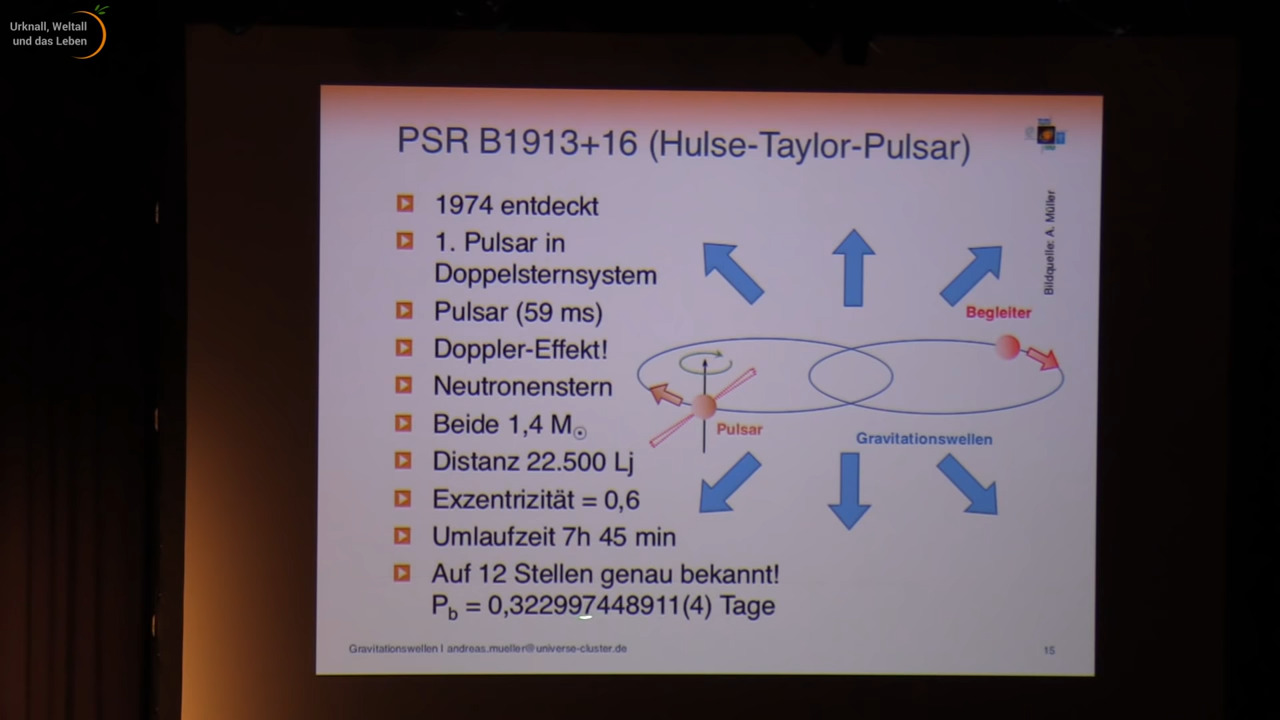 Urknall, Weltall
und das Leben
PSR B1913+16 (Hulse-Taylor-Pulsar)
1974 entdeckt
1. Pulsar in
Doppelsternsystem
Pulsar (59 ms)
Doppler-Effekt!
Neutronenstern
Beide 1,4 M☉
Distanz 22.500 Lj
Exzentrizität = 0,6
Umlaufzeit 7h 45 min
Auf 12 Stellen genau bekannt!
Pb = 0,322997448911(4) Tage
Bildquelle: A. Müller
Begleiter
Pulsar
Gravitationswellen
Gravitationswellen I andreas.mueller@universe-cluster.de
15